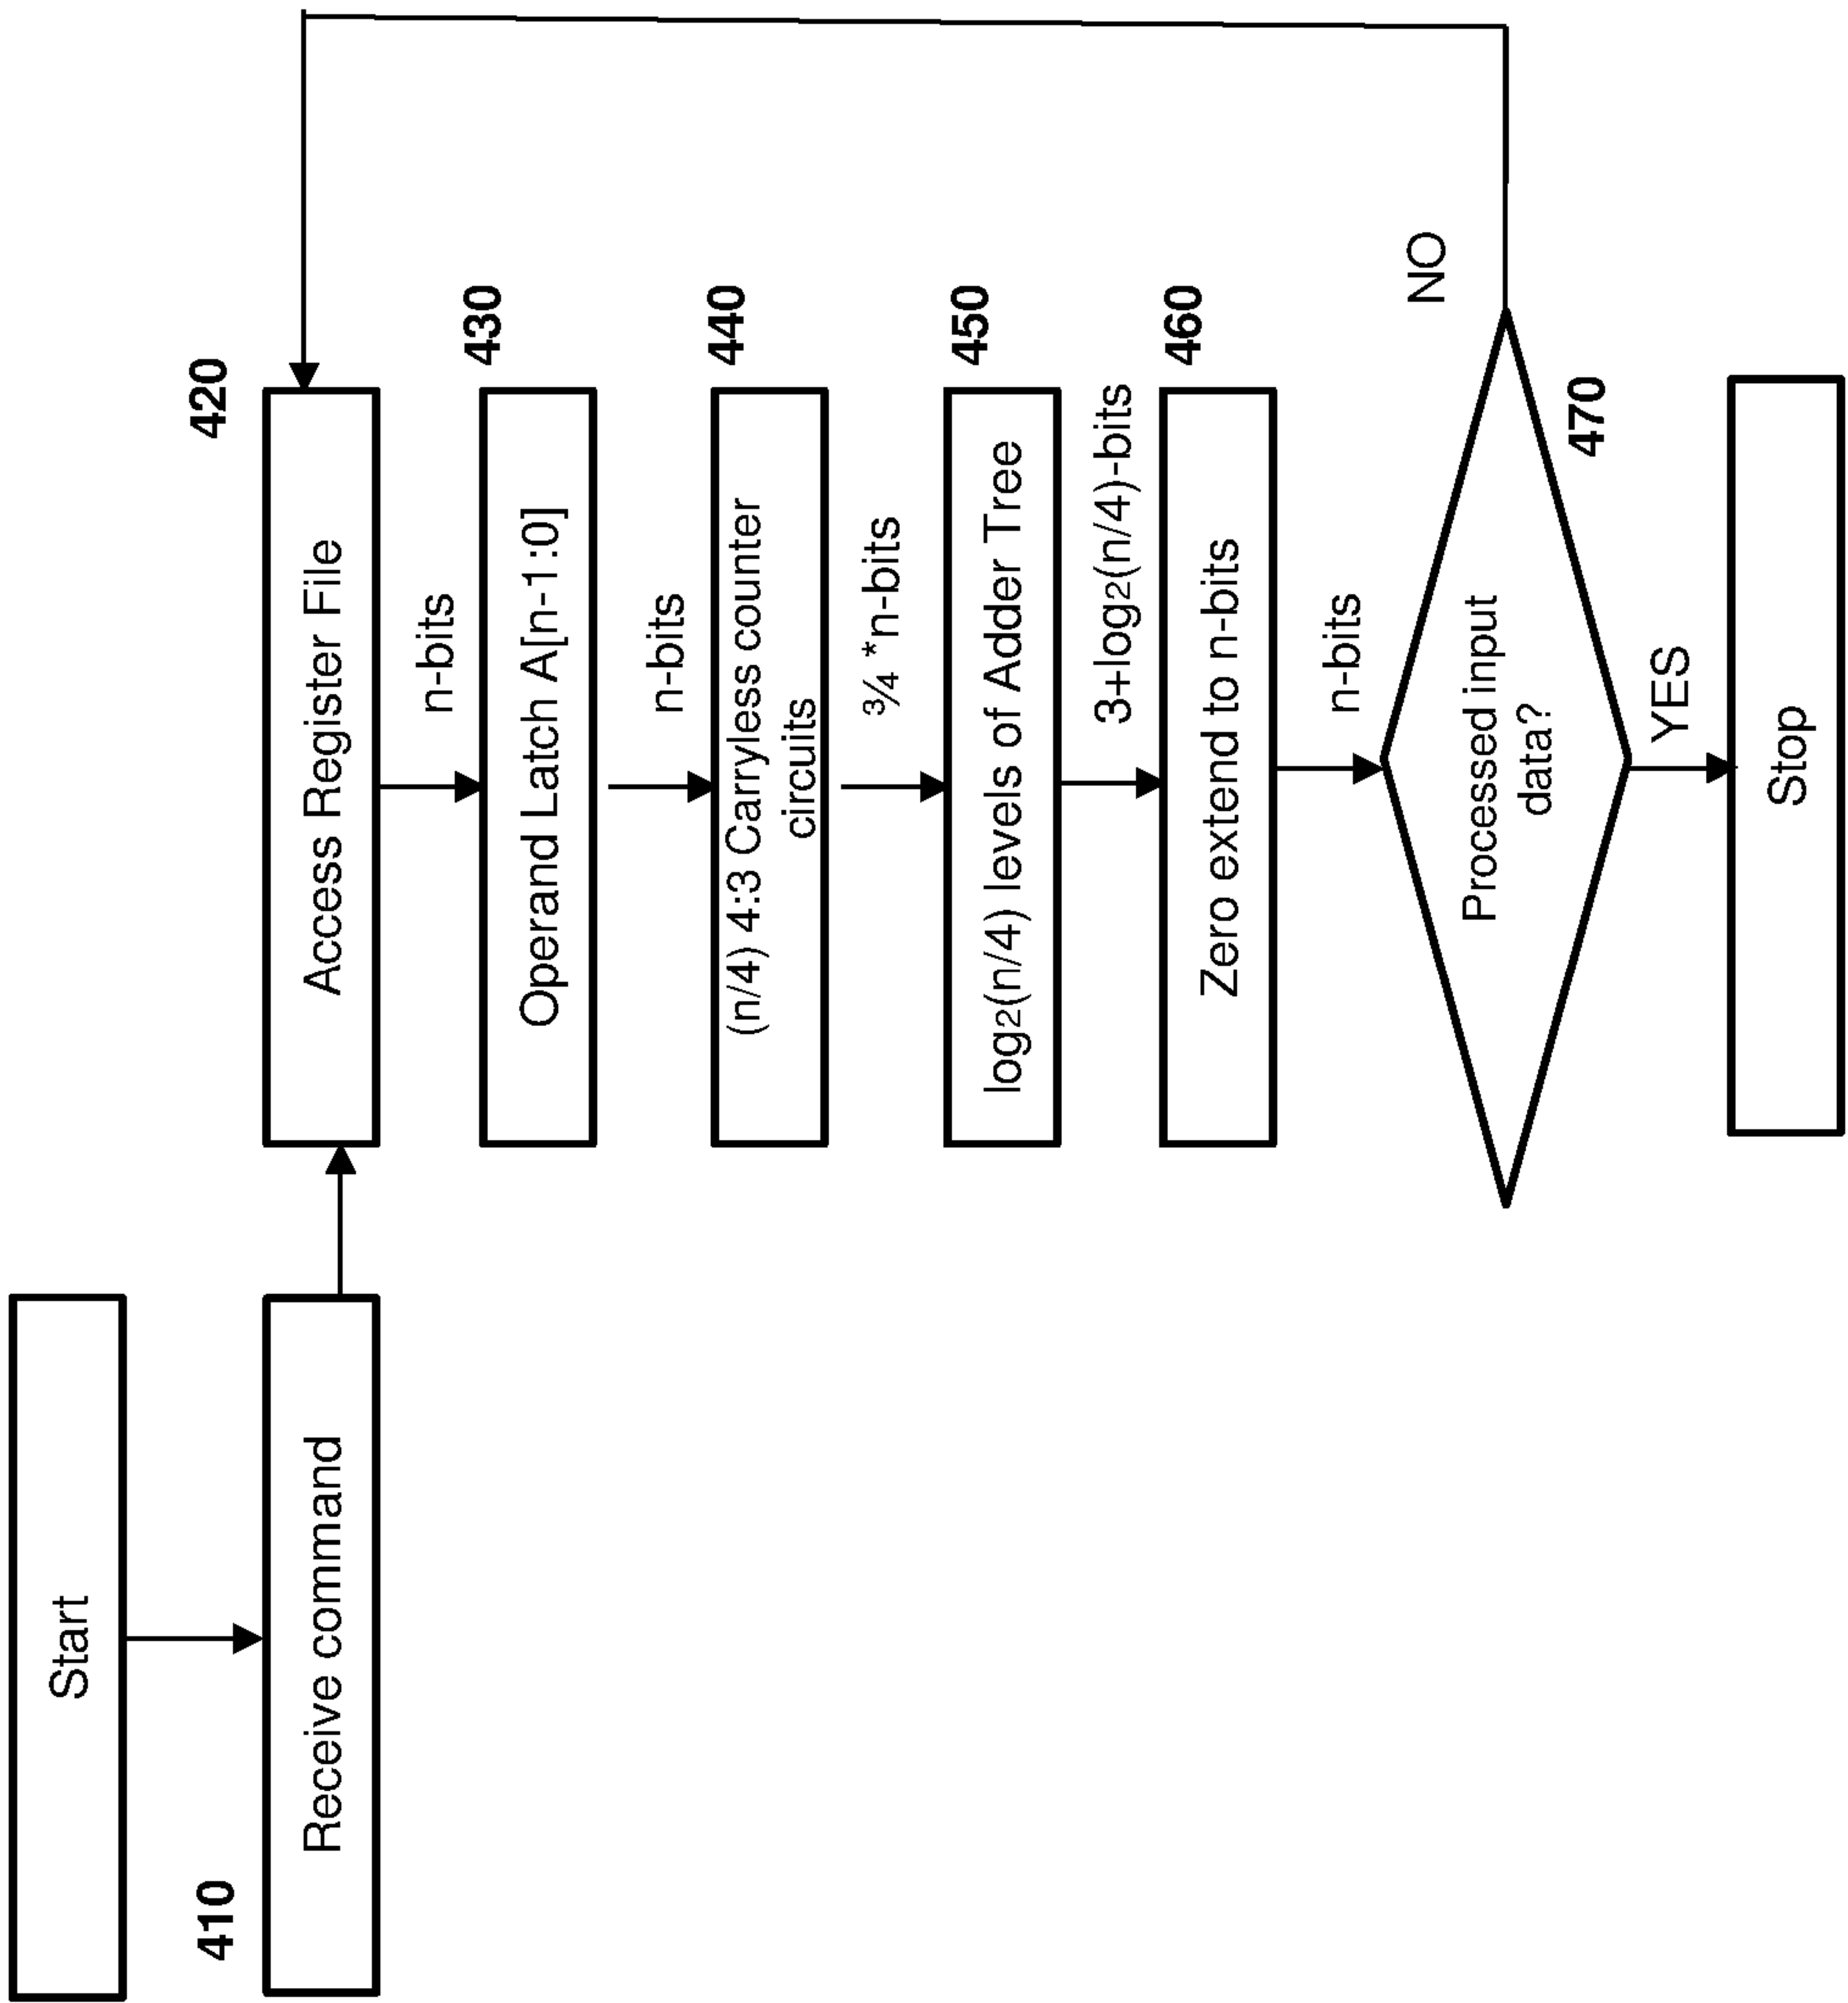 Start
410
Receive command
420
Access Register File
n-bits
430
Operand Latch A[n-1:0]
n-bits
440
(n/4) 4:3 Carryless counter
circuits
¾ *n-bits
450
log₂(n/4) levels of Adder Tree
3+log₂(n/4)-bits
460
Zero extend to n-bits
n-bits
Processed input
data?
NO
470
YES
Stop